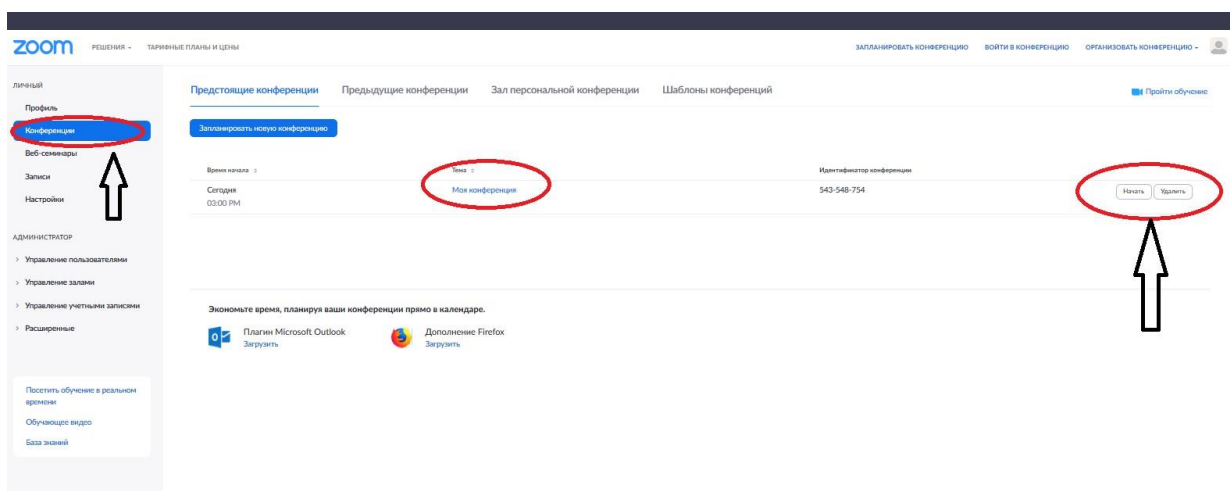 zoom РЕШЕНИЯ ТАРИФНЫЕ ПЛАНЫ И ЦЕНЫ ЗАПЛАНИРОВАТЬ КОНФЕРЕНЦИЮ ВОЙТИ В КОНФЕРЕНЦИЮ ОРГАНИЗОВАТЬ КОНФЕРЕНЦИЮ
ЛИЧНЫЙ
Профиль
Конференции
Веб-семинары
Записи
Настройки
АДМИНИСТРАТОР
Управление пользователями
Управление залами
Управление учетными записями
Расширенные
Посетить обучение в реальном
времени
Обучающее видео
База знаний
Предстоящие конференции Предыдущие конференции Зал персональной конференции Шаблоны конференций Пройти обучение
Запланировать новую конференцию
Время начала Тема Идентификатор конференции
Сегодня Моя конференция 543-548-754 Начать Удалить
03:00 PM
Экономьте время, планируя ваши конференции прямо в календаре.
Плагин Microsoft Outlook Дополнение Firefox
Загрузить Загрузить